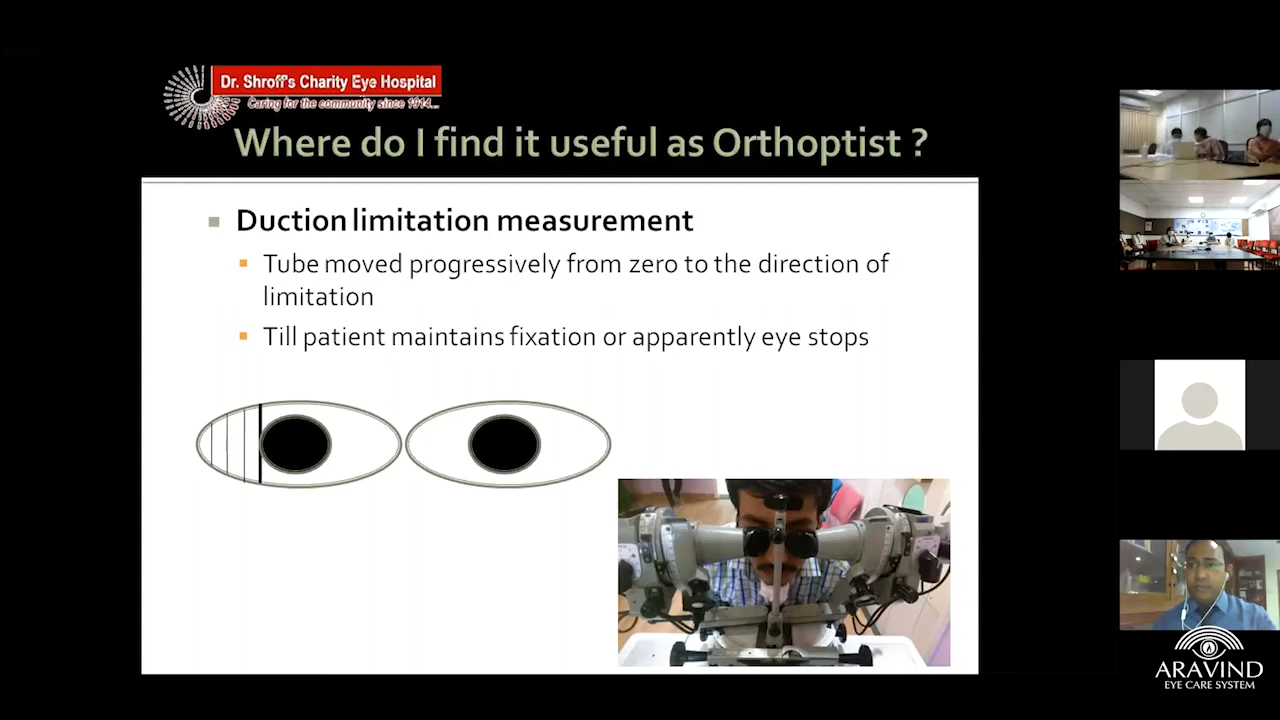 Dr. Shroff's Charity Eye Hospital
Caring for the community since 1914...
Where do I find it useful as Orthoptist ?
Duction limitation measurement
Tube moved progressively from zero to the direction of
limitation
Till patient maintains fixation or apparently eye stops
ARAVIND
EYE CARE SYSTEM